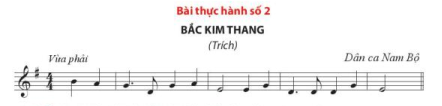 Bài thực hành số 2
BẮC KIM THANG
(Trích)
Vừa phải
Dân ca Nam Bộ